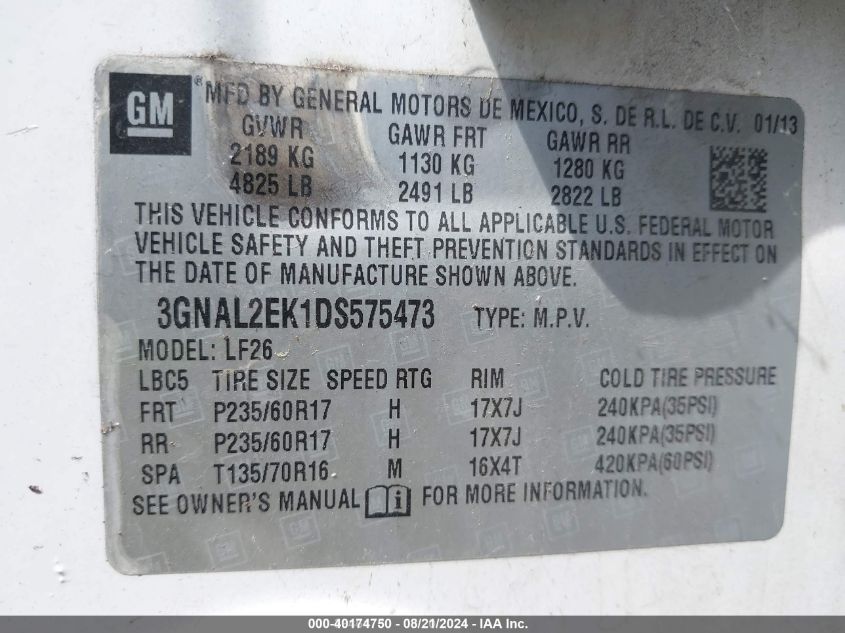 GM ® MFD BY GENERAL MOTORS DE MEXICO, S. DE R.L. DE C.V. 01/13
GVWR GAWR FRT GAWR RR
2189 KG 1130 KG 1280 KG
4825 LB 2491 LB 2822 LB
THIS VEHICLE CONFORMS TO ALL APPLICABLE U.S. FEDERAL MOTOR
VEHICLE SAFETY AND THEFT PREVENTION STANDARDS IN EFFECT ON
THE DATE OF MANUFACTURE SHOWN ABOVE.
3GNAL2EK1DS575473 TYPE: M.P.V.
MODEL: LF26
LBC5 TIRE SIZE SPEED RTG RIM COLD TIRE PRESSURE
FRT P235/60R17 H 17X7J 240KPA(35PSI)
RR P235/60R17 H 17X7J 240KPA(35PSI)
SPA T135/70R16 M 16X4T 420KPA(60PSI)
SEE OWNER'S MANUAL i FOR MORE INFORMATION.
000-40174750 - 08/21/2024 - IAA Inc.